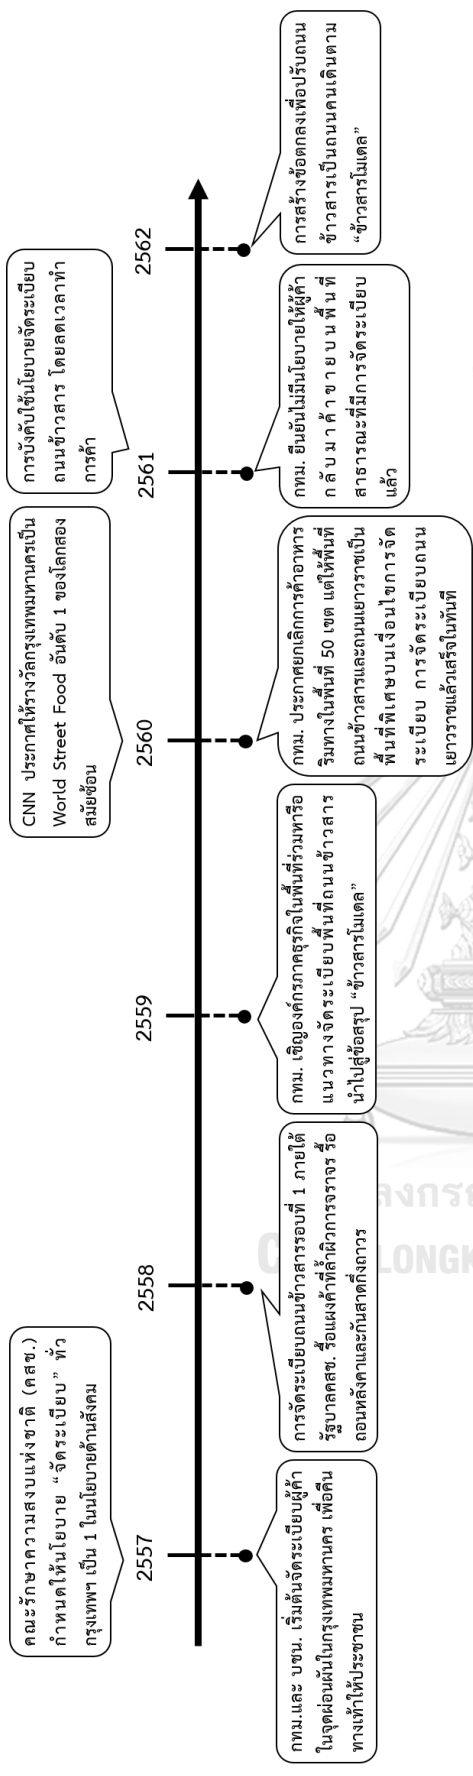 คณะรักษาความสงบแห่งชาติ (คสช.)
กำหนดให้นโยบาย “จัดระเบียบ” ทั่ว
กรุงเทพฯ เป็น 1 ในนโยบายด้านสังคม
CNN ประกาศให้รางวัลกรุงเทพมหานครเป็น
World Street Food อันดับ 1 ของโลกสอง
สมัยซ้อน
การบังคับใช้นโยบายจัดระเบียบ
ถนนข้าวสาร โดยลดเวลาทำ
การค้า
2557
2558
2559
2560
2561
2562
กทม.และ บชน. เริ่มต้นจัดระเบียบผู้ค้า
ในจุดผ่อนผันในกรุงเทพมหานคร เพื่อคืน
ทางเท้าให้ประชาชน
การจัดระเบียบถนนข้าวสารรอบที่ 1 ภายใต้
รัฐบาลคสช. รื้อแผงค้าที่ล้ำผิวการจราจร รื้อ
ถอนหลังคาและกันสาดกึ่งถาวร
กทม. เชิญองค์กรภาคธุรกิจในพื้นที่ร่วมหารือ
แนวทางจัดระเบียบพื้นที่ถนนข้าวสาร
นำไปสู่ข้อสรุป “ข้าวสารโมเดล”
กทม. ประกาศยกเลิกการค้าอาหาร
ริมทางในพื้นที่ 50 เขต แต่ให้พื้นที่
ถนนข้าวสารและถนนเยาวราชเป็น
พื้นที่พิเศษบนเงื่อนไขการจัด
ระเบียบ การจัดระเบียบถนน
เยาวราชแล้วเสร็จในทันที
กทม. ยืนยันไม่มีนโยบายให้ผู้ค้า
กลับมาค้าขายบนพื้นที่
สาธารณะที่มีการจัดระเบียบ
แล้ว
การสร้างข้อตกลงเพื่อปรับถนน
ข้าวสารเป็นถนนคนเดินตาม
“ข้าวสารโมเดล”